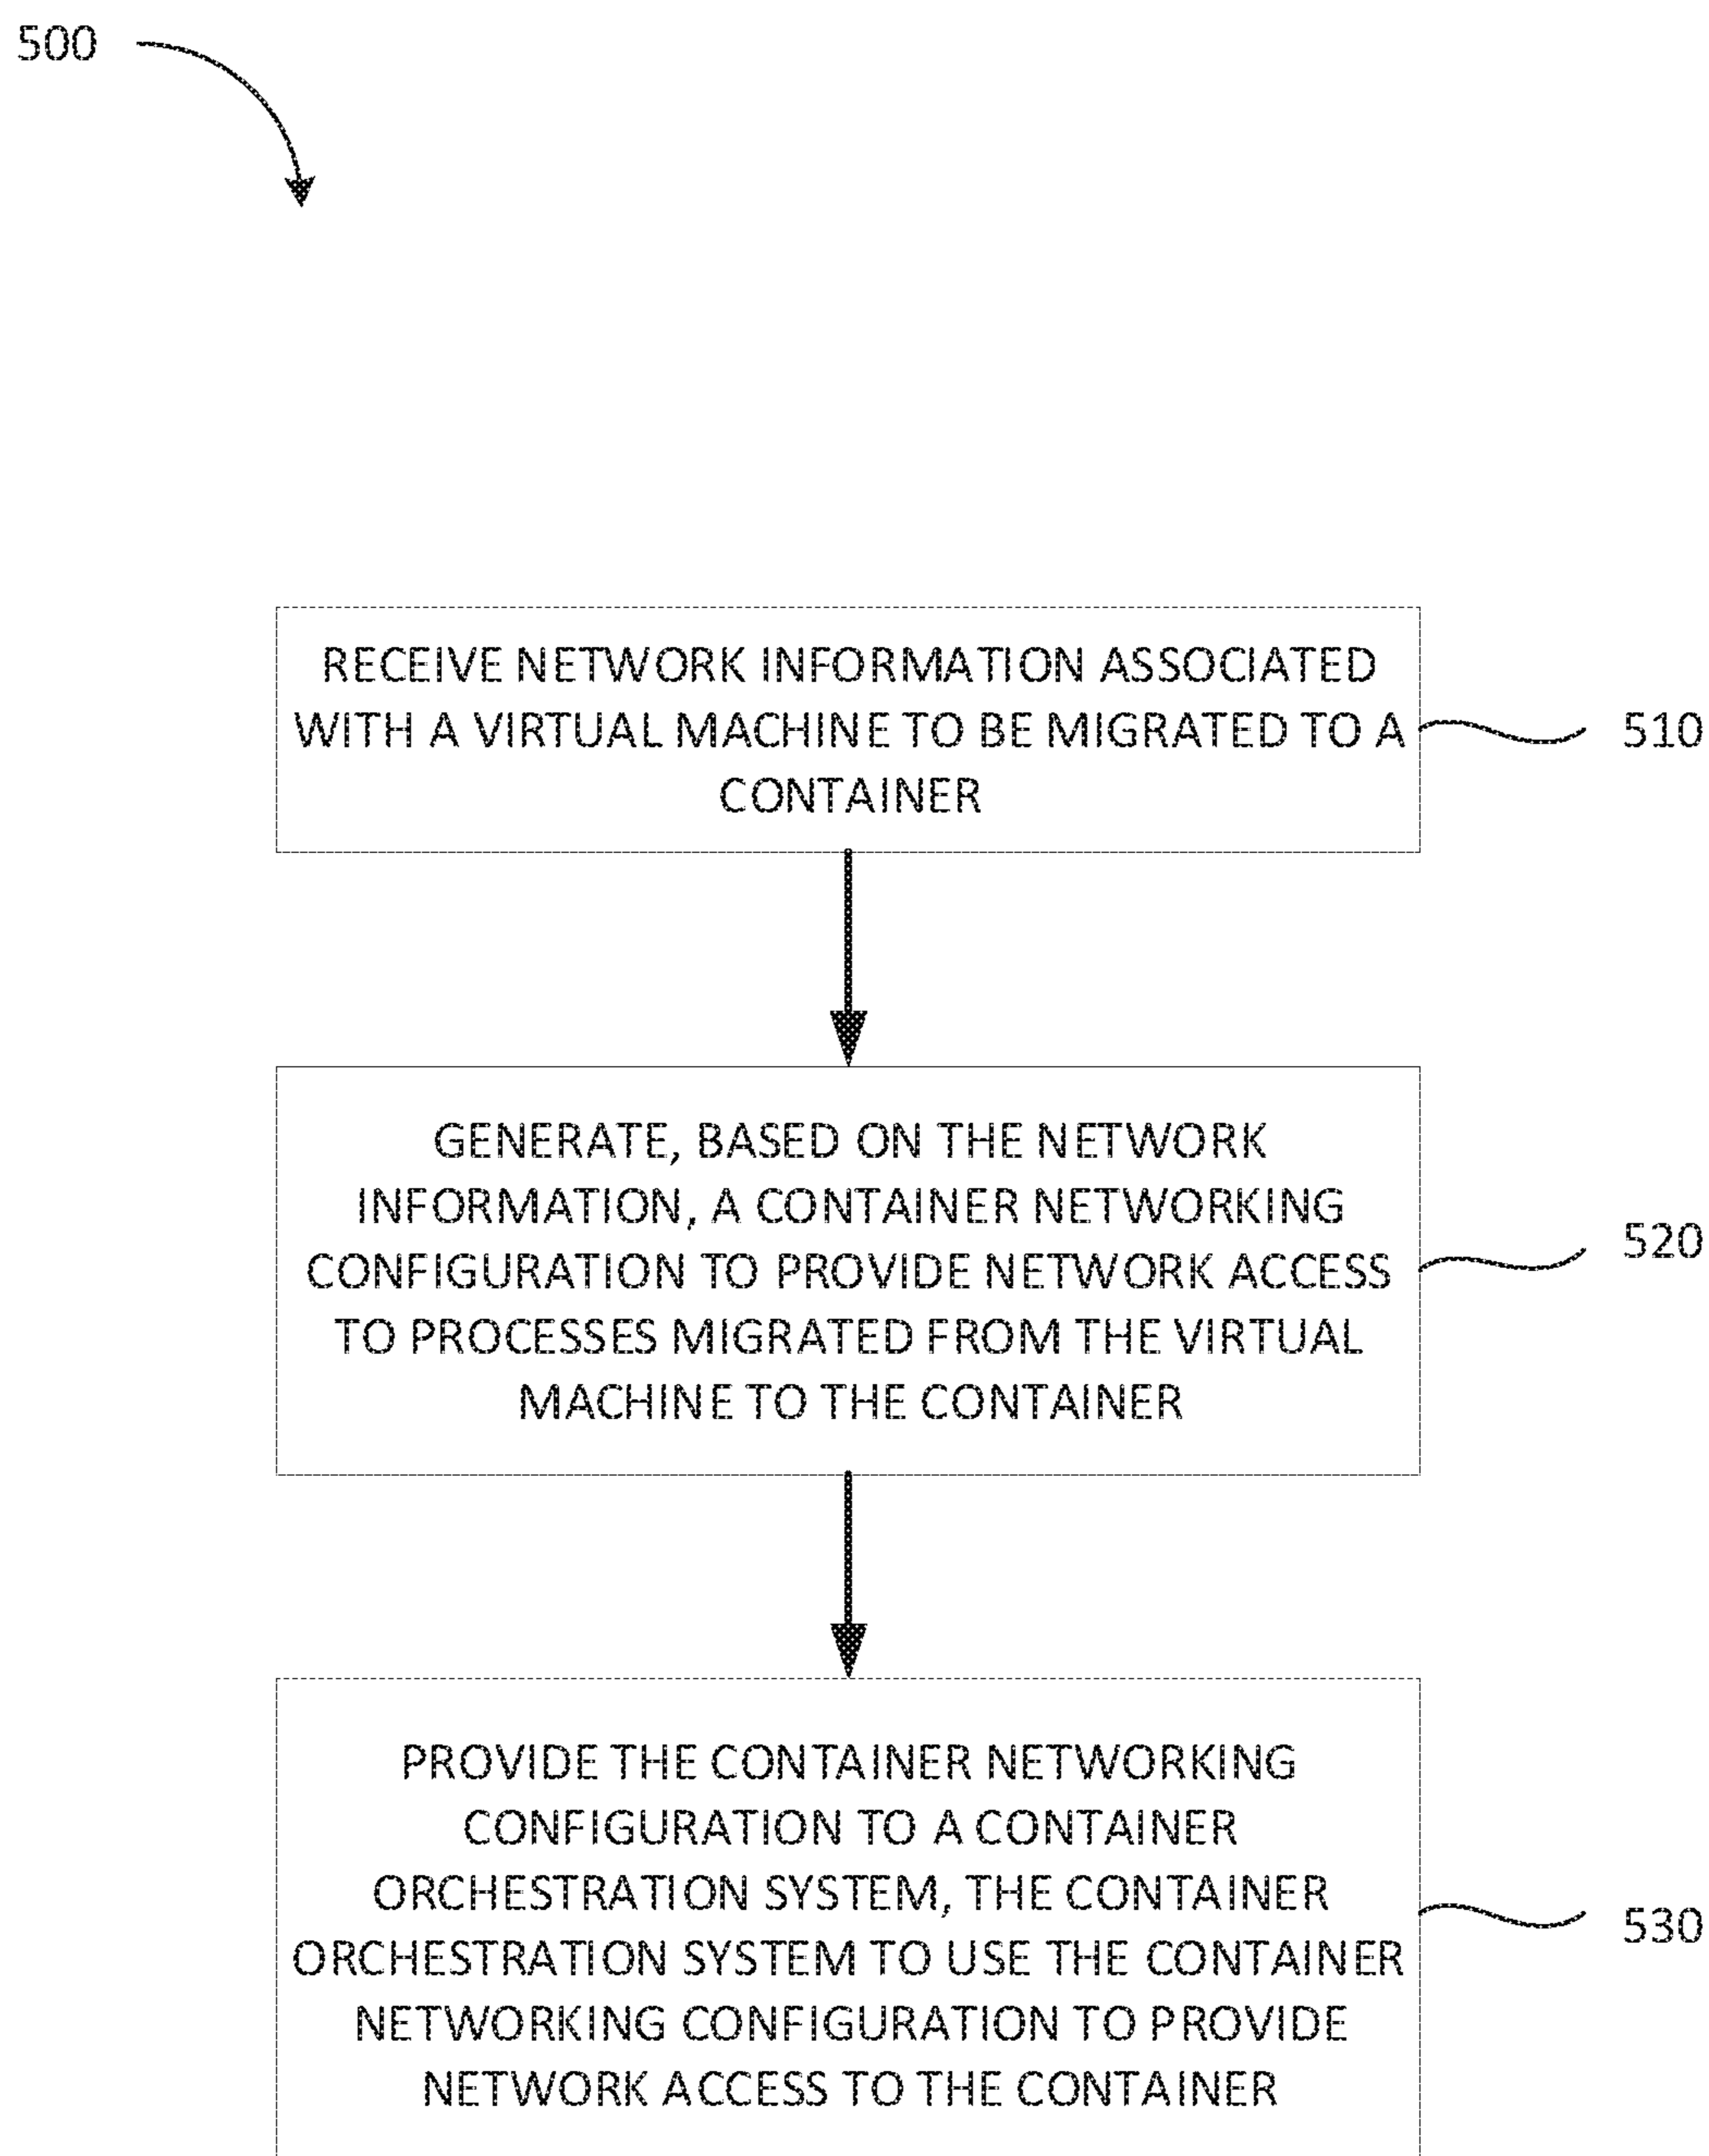 500
RECEIVE NETWORK INFORMATION ASSOCIATED
WITH A VIRTUAL MACHINE TO BE MIGRATED TO A
CONTAINER
510
GENERATE, BASED ON THE NETWORK
INFORMATION, A CONTAINER NETWORKING
CONFIGURATION TO PROVIDE NETWORK ACCESS
TO PROCESSES MIGRATED FROM THE VIRTUAL
MACHINE TO THE CONTAINER
520
PROVIDE THE CONTAINER NETWORKING
CONFIGURATION TO A CONTAINER
ORCHESTRATION SYSTEM, THE CONTAINER
ORCHESTRATION SYSTEM TO USE THE CONTAINER
NETWORKING CONFIGURATION TO PROVIDE
NETWORK ACCESS TO THE CONTAINER
530